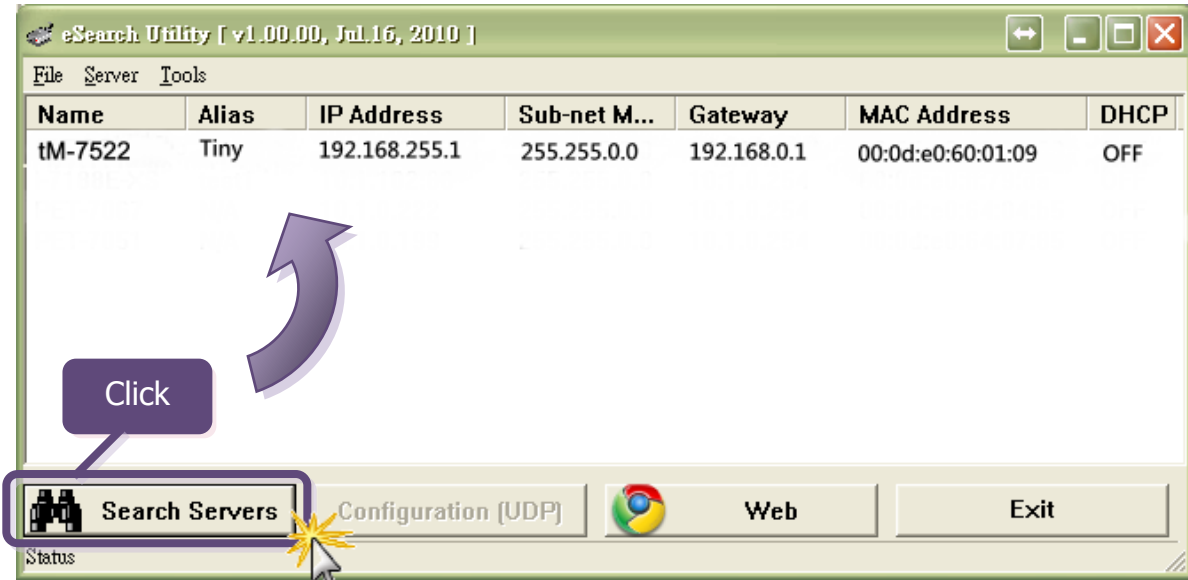 eSearch Utility [ v1.00.00, Jul.16, 2010 ]
File Server Tools
Name Alias IP Address Sub-net M... Gateway MAC Address DHCP
tM-7522 Tiny 192.168.255.1 255.255.0.0 192.168.0.1 00:0d:e0:60:01:09 OFF
Click
Search Servers Configuration (UDP) Web Exit
Status